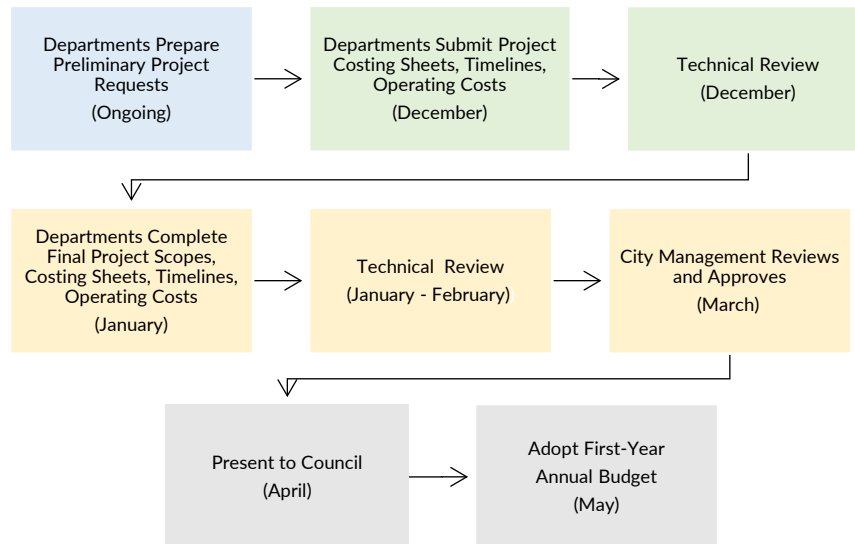 Departments Prepare
Preliminary Project
Requests
(Ongoing)
Departments Submit Project
Costing Sheets, Timelines,
Operating Costs
(December)
Technical Review
(December)
Departments Complete
Final Project Scopes,
Costing Sheets, Timelines,
Operating Costs
(January)
Technical  Review
(January - February)
City Management Reviews
and Approves
(March)
Present to Council
(April)
Adopt First-Year
Annual Budget
(May)